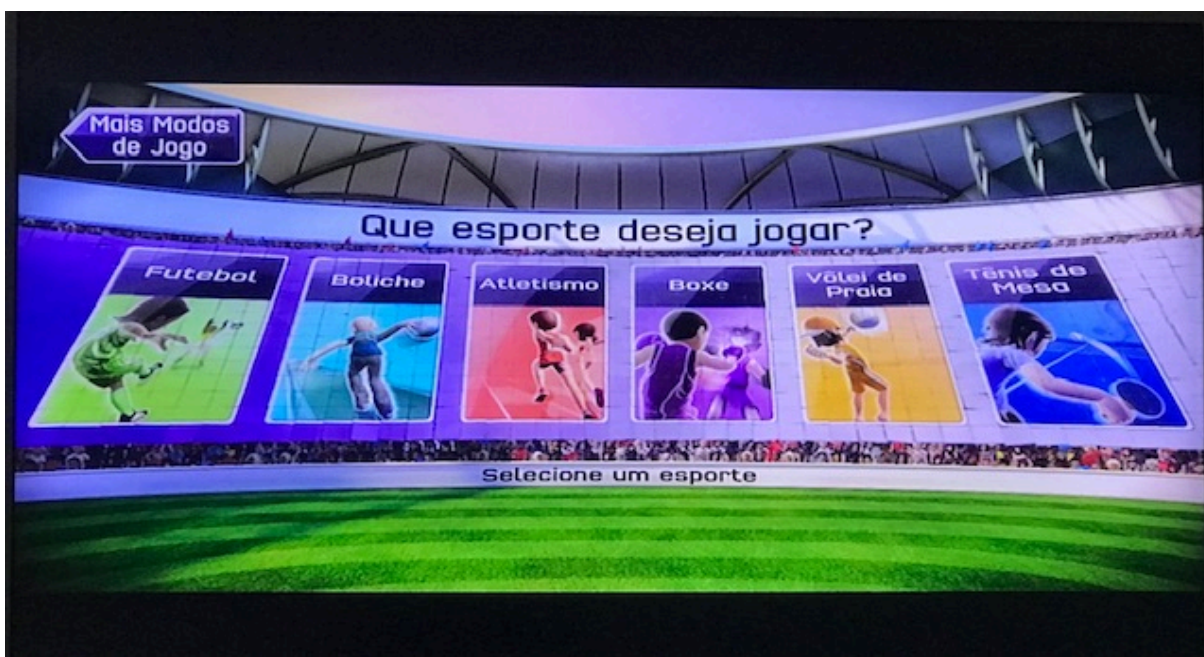 Mais Modos
de Jogo
Que esporte deseja jogar?
Futebol
Boliche
Atletismo
Boxe
Vôlei de
Praia
Tênis de
Mesa
Selecione um esporte